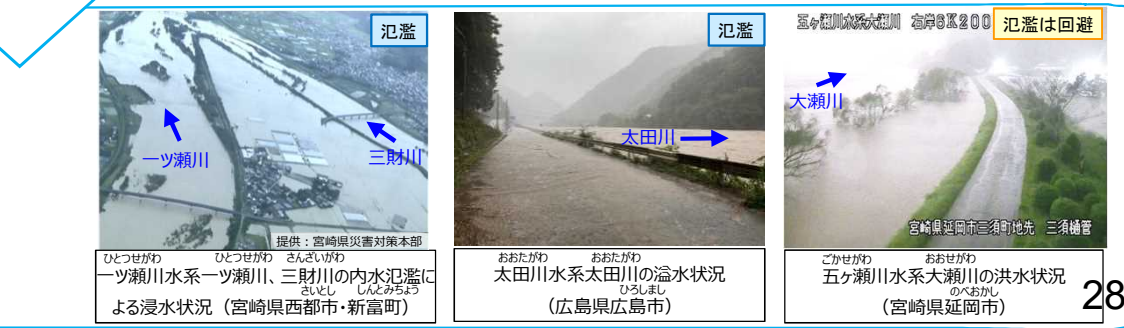 氾濫
一ツ瀬川
三財川
提供：宮崎県災害対策本部
ひとつせがわ ひとつせがわ さんざいがわ
一ツ瀬川水系一ツ瀬川、三財川の内水氾濫に
さいとし しんとみちょう
よる浸水状況（宮崎県西都市・新富町）
氾濫
太田川
おおたがわ おおたがわ
太田川水系太田川の溢水状況
ひろしまし
（広島県広島市）
五ヶ瀬川水系大瀬川 右岸6K200
氾濫は回避
大瀬川
宮崎県延岡市三須町地先 三須樋管
ごかせがわ おおせがわ
五ヶ瀬川水系大瀬川の洪水状況
のべおかし
（宮崎県延岡市）
28